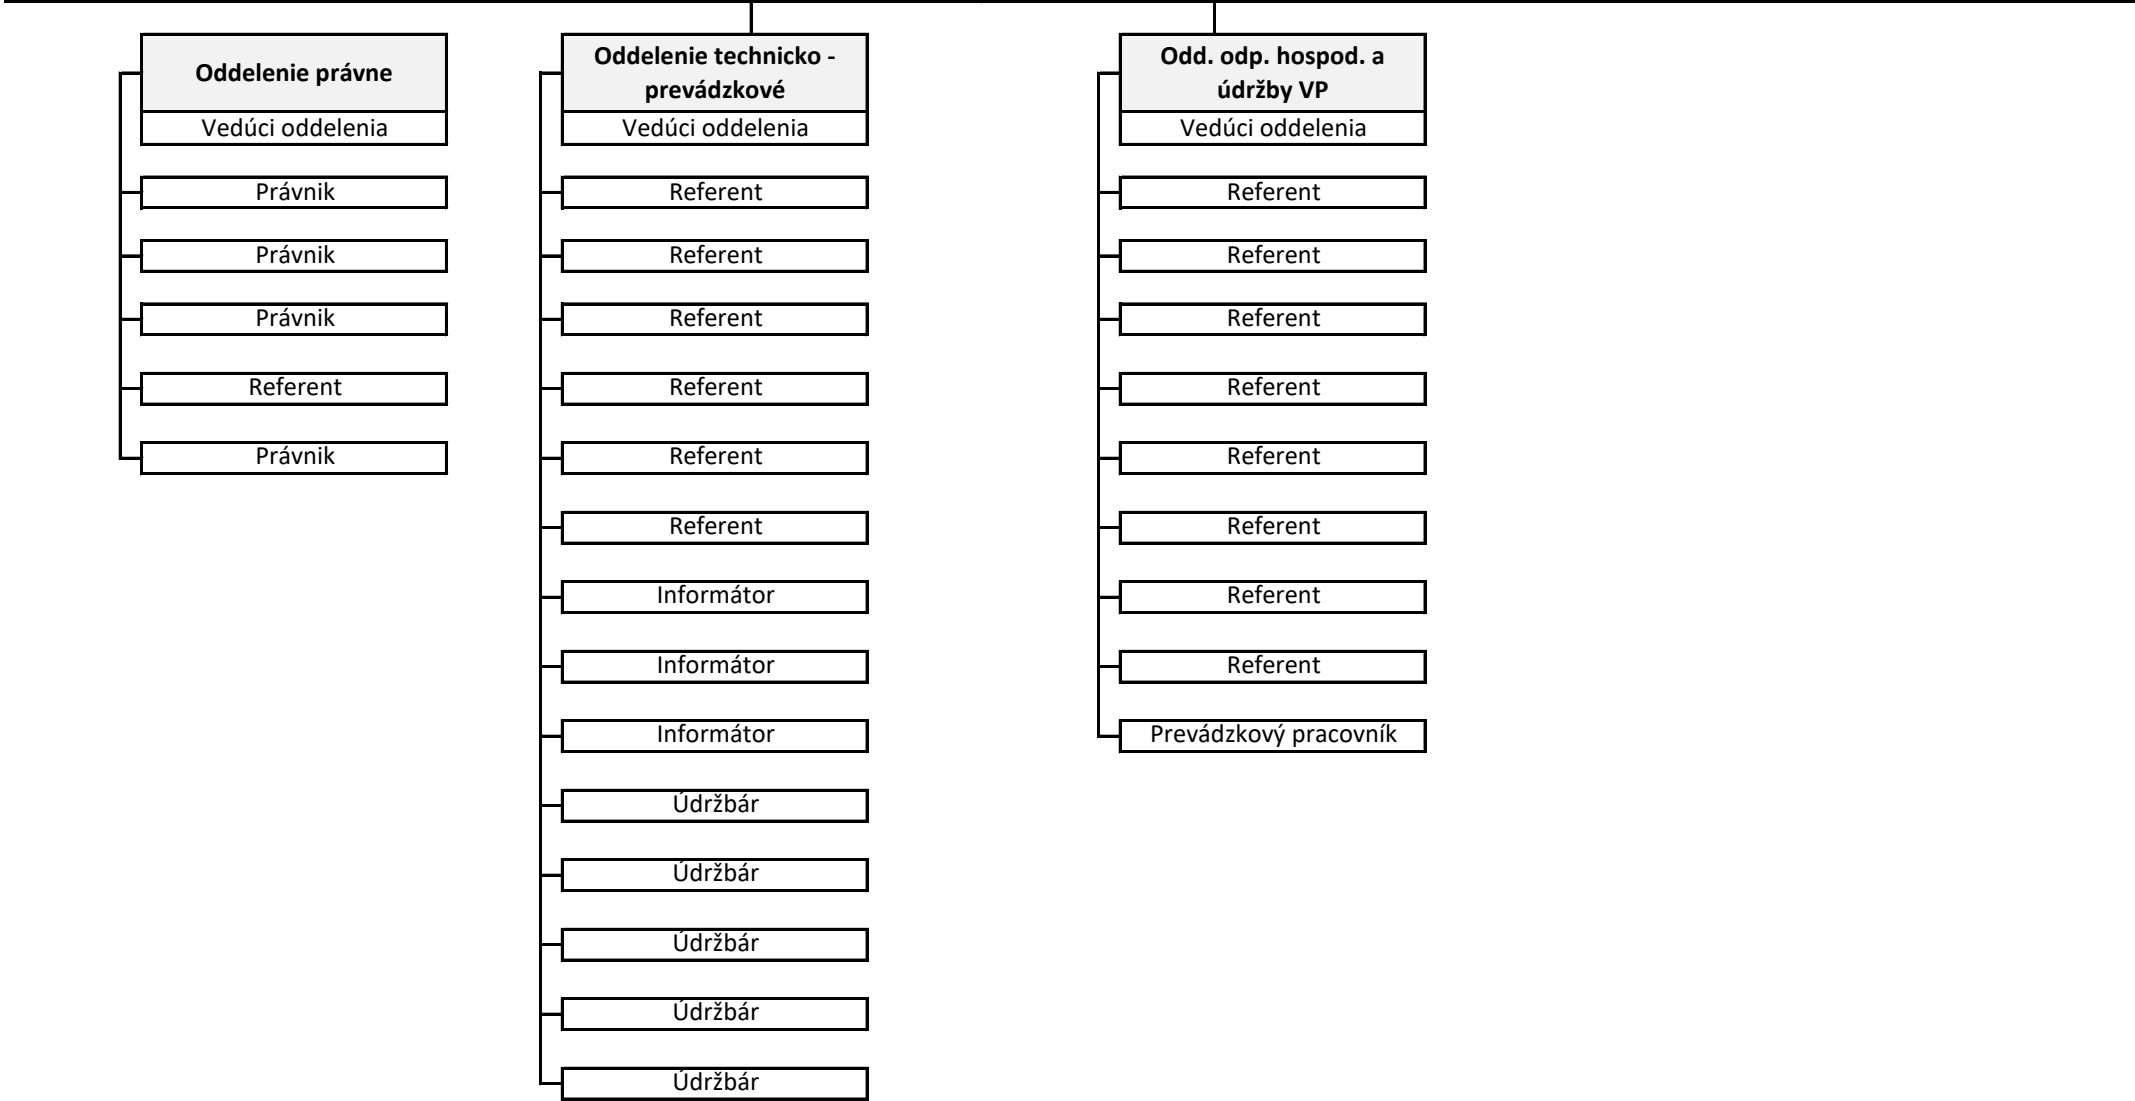 Oddelenie právne
Vedúci oddelenia
Právnik
Právnik
Právnik
Referent
Právnik
Oddelenie technicko -
prevádzkové
Vedúci oddelenia
Referent
Referent
Referent
Referent
Referent
Referent
Informátor
Informátor
Informátor
Údržbár
Údržbár
Údržbár
Údržbár
Údržbár
Odd. odp. hospod. a
údržby VP
Vedúci oddelenia
Referent
Referent
Referent
Referent
Referent
Referent
Referent
Referent
Prevádzkový pracovník